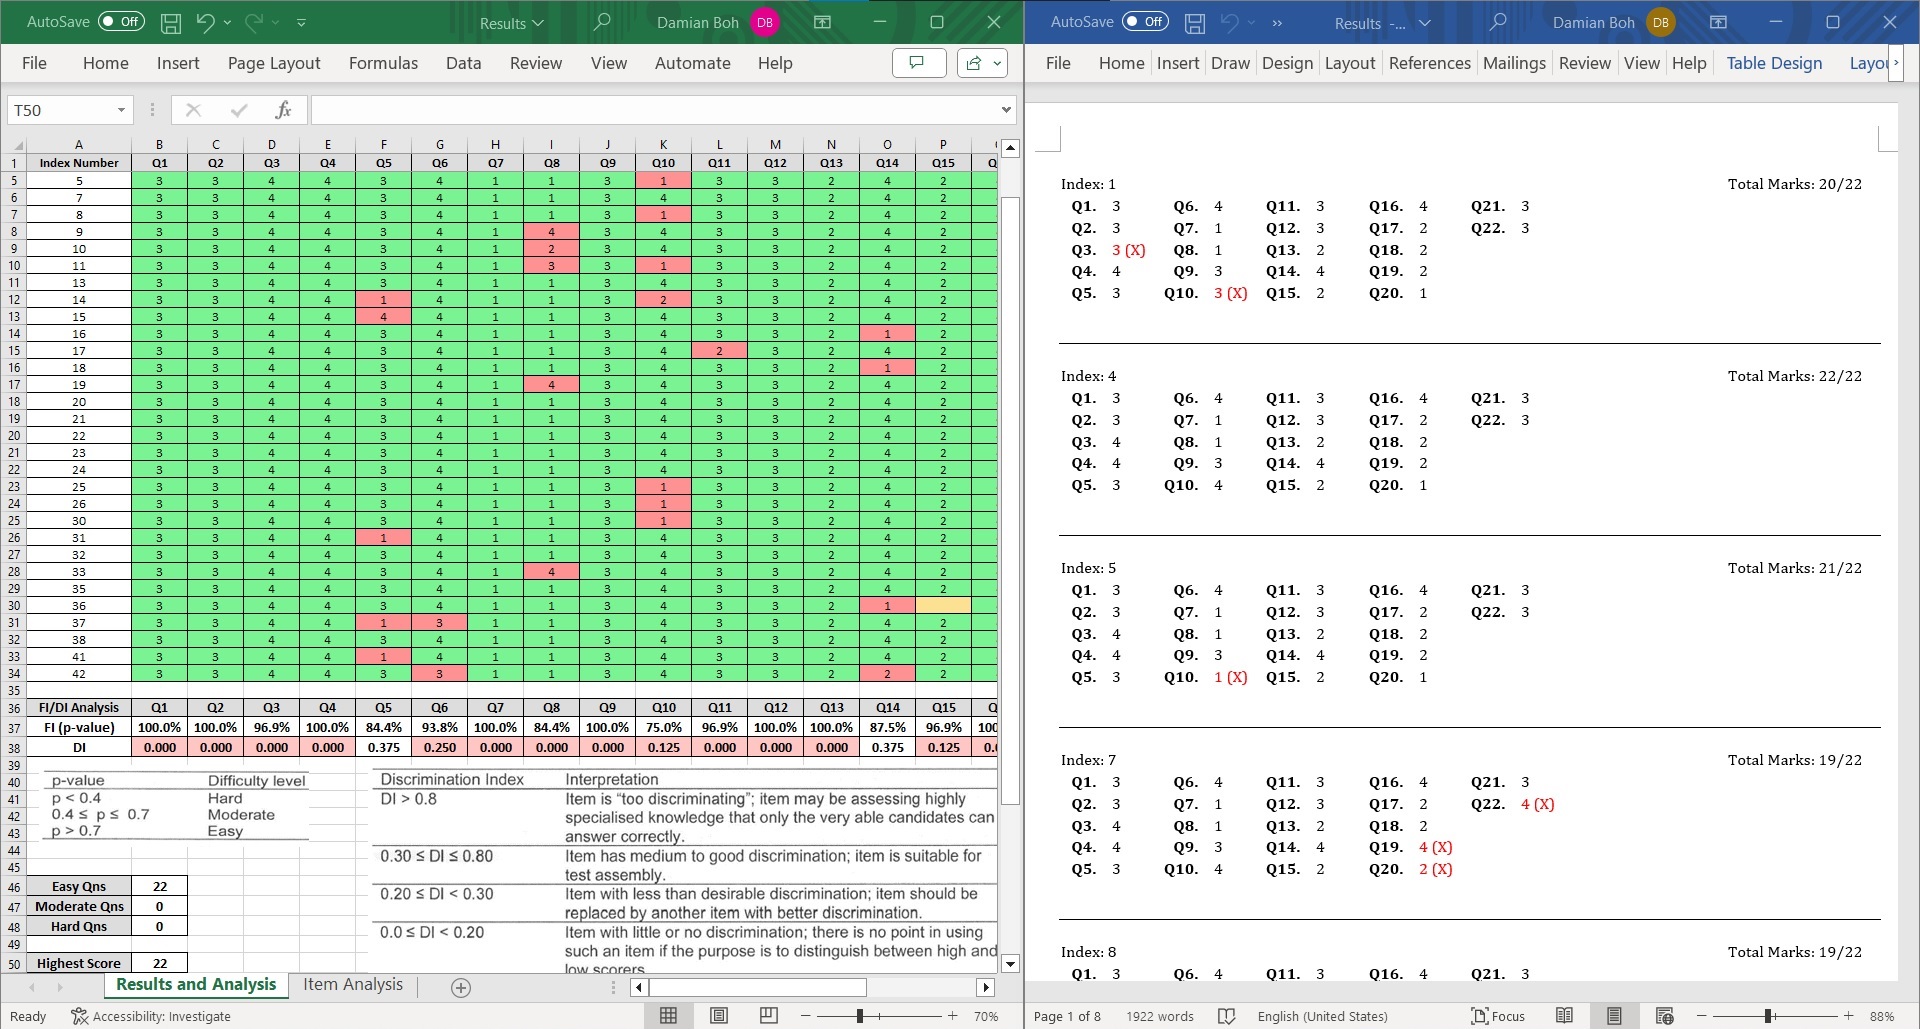 AutoSave Off Results Damian Boh DB
File Home Insert Page Layout Formulas Data Review View Automate Help
T50 fx
A B C D E F G H I J K L M N O P
1 Index Number Q1 Q2 Q3 Q4 Q5 Q6 Q7 Q8 Q9 Q10 Q11 Q12 Q13 Q14 Q15 Q
5 5 3 3 4 4 3 4 1 1 3 1 3 3 2 4 2
6 7 3 3 4 4 3 4 1 1 3 4 3 3 2 4 2
7 8 3 3 4 4 3 4 1 1 3 1 3 3 2 4 2
8 9 3 3 4 4 3 4 1 4 3 4 3 3 2 4 2
9 10 3 3 4 4 3 4 1 2 3 4 3 3 2 4 2
10 11 3 3 4 4 3 4 1 3 3 1 3 3 2 4 2
11 13 3 3 4 4 3 4 1 1 3 4 3 3 2 4 2
12 14 3 3 4 4 1 4 1 1 3 2 3 3 2 4 2
13 15 3 3 4 4 4 4 1 1 3 4 3 3 2 4 2
14 16 3 3 4 4 3 4 1 1 3 4 3 3 2 1 2
15 17 3 3 4 4 3 4 1 1 3 4 2 3 2 4 2
16 18 3 3 4 4 3 4 1 1 3 4 3 3 2 1 2
17 19 3 3 4 4 3 4 1 4 3 4 3 3 2 4 2
18 20 3 3 4 4 3 4 1 1 3 4 3 3 2 4 2
19 21 3 3 4 4 3 4 1 1 3 4 3 3 2 4 2
20 22 3 3 4 4 3 4 1 1 3 4 3 3 2 4 2
21 23 3 3 4 4 3 4 1 1 3 4 3 3 2 4 2
22 24 3 3 4 4 3 4 1 1 3 4 3 3 2 4 2
23 25 3 3 4 4 3 4 1 1 3 1 3 3 2 4 2
24 26 3 3 4 4 3 4 1 1 3 1 3 3 2 4 2
25 30 3 3 4 4 3 4 1 1 3 1 3 3 2 4 2
26 31 3 3 4 4 1 4 1 1 3 4 3 3 2 4 2
27 32 3 3 4 4 3 4 1 1 3 4 3 3 2 4 2
28 33 3 3 4 4 3 4 1 4 3 4 3 3 2 4 2
29 35 3 3 4 4 3 4 1 1 3 4 3 3 2 4 2
30 36 3 3 4 4 3 4 1 1 3 4 3 3 2 1
31 37 3 3 4 4 1 3 1 1 3 4 3 3 2 4 2
32 38 3 3 4 4 3 4 1 1 3 4 3 3 2 4 2
33 41 3 3 4 4 1 4 1 1 3 4 3 3 2 4 2
34 42 3 3 4 4 3 3 1 1 3 4 3 3 2 2 2
35
36 FI/DI Analysis Q1 Q2 Q3 Q4 Q5 Q6 Q7 Q8 Q9 Q10 Q11 Q12 Q13 Q14 Q15 Q
37 FI (p-value) 100.0% 100.0% 96.9% 100.0% 84.4% 93.8% 100.0% 84.4% 100.0% 75.0% 96.9% 100.0% 100.0% 87.5% 96.9% 100
38 DI 0.000 0.000 0.000 0.000 0.375 0.250 0.000 0.000 0.000 0.125 0.000 0.000 0.000 0.375 0.125 0.
39
40 p-value Difficulty level
41 p < 0.4 Hard
42 0.4 ≤ p ≤ 0.7 Moderate
43 p > 0.7 Easy
44
45
Discrimination Index Interpretation
DI > 0.8 Item is “too discriminating”; item may be assessing highly
specialised knowledge that only the very able candidates can
answer correctly.
0.30 ≤ DI ≤ 0.80 Item has medium to good discrimination; item is suitable for
test assembly.
0.20 ≤ DI < 0.30 Item with less than desirable discrimination; item should be
replaced by another item with better discrimination.
0.0 ≤ DI < 0.20 Item with little or no discrimination; there is no point in using
such an item if the purpose is to distinguish between high and
low scorers
46 Easy Qns 22
47 Moderate Qns 0
48 Hard Qns 0
49
50 Highest Score 22
Results and Analysis Item Analysis
Ready Accessibility: Investigate 70%
AutoSave Off Results -... Damian Boh DB
File Home Insert Draw Design Layout References Mailings Review View Help Table Design Layou
Index: 1 Total Marks: 20/22
Q1. 3 Q6. 4 Q11. 3 Q16. 4 Q21. 3
Q2. 3 Q7. 1 Q12. 3 Q17. 2 Q22. 3
Q3. 3 (X) Q8. 1 Q13. 2 Q18. 2
Q4. 4 Q9. 3 Q14. 4 Q19. 2
Q5. 3 Q10. 3 (X) Q15. 2 Q20. 1
Index: 4 Total Marks: 22/22
Q1. 3 Q6. 4 Q11. 3 Q16. 4 Q21. 3
Q2. 3 Q7. 1 Q12. 3 Q17. 2 Q22. 3
Q3. 4 Q8. 1 Q13. 2 Q18. 2
Q4. 4 Q9. 3 Q14. 4 Q19. 2
Q5. 3 Q10. 4 Q15. 2 Q20. 1
Index: 5 Total Marks: 21/22
Q1. 3 Q6. 4 Q11. 3 Q16. 4 Q21. 3
Q2. 3 Q7. 1 Q12. 3 Q17. 2 Q22. 3
Q3. 4 Q8. 1 Q13. 2 Q18. 2
Q4. 4 Q9. 3 Q14. 4 Q19. 2
Q5. 3 Q10. 1 (X) Q15. 2 Q20. 1
Index: 7 Total Marks: 19/22
Q1. 3 Q6. 4 Q11. 3 Q16. 4 Q21. 3
Q2. 3 Q7. 1 Q12. 3 Q17. 2 Q22. 4 (X)
Q3. 4 Q8. 1 Q13. 2 Q18. 2
Q4. 4 Q9. 3 Q14. 4 Q19. 4 (X)
Q5. 3 Q10. 4 Q15. 2 Q20. 2 (X)
Index: 8 Total Marks: 19/22
Q1. 3 Q6. 4 Q11. 3 Q16. 4 Q21. 3
Page 1 of 8 1922 words English (United States) Focus 88%